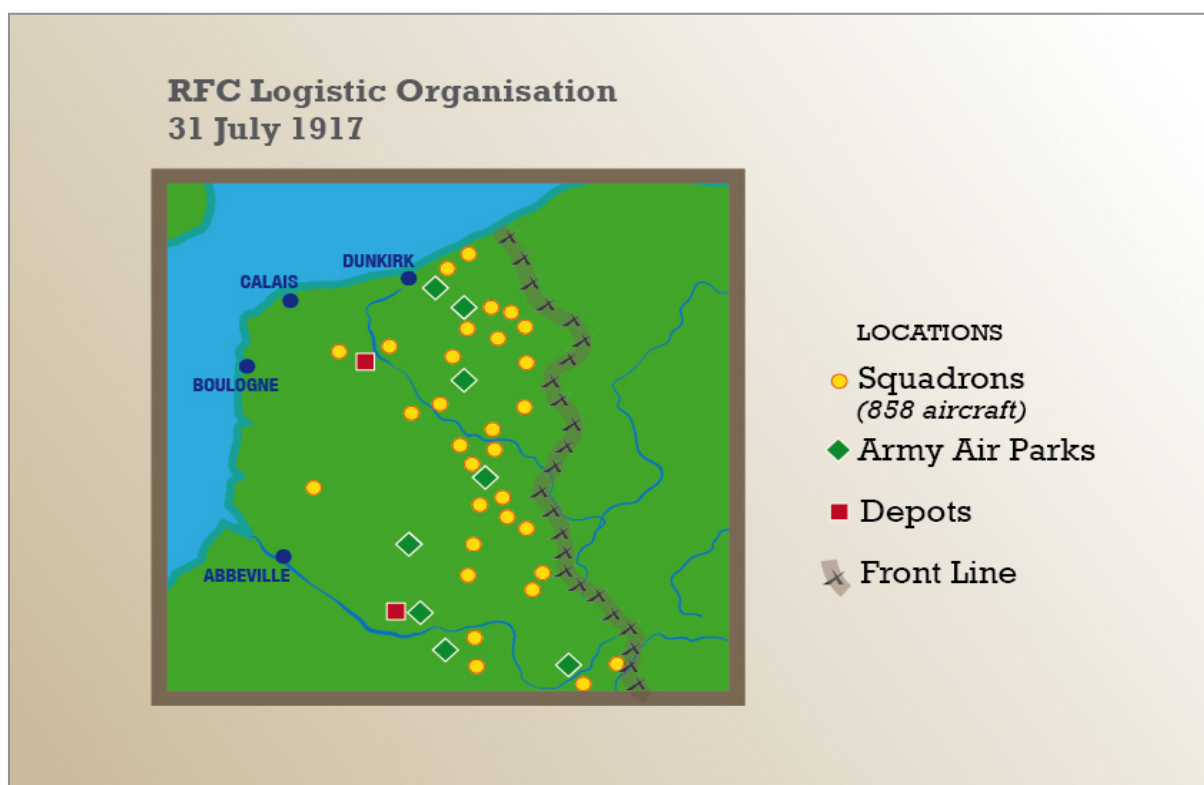 RFC Logistic Organisation
31 July 1917
DUNKIRK
CALAIS
BOULOGNE
ABBEVILLE
LOCATIONS
Squadrons
(858 aircraft)
Army Air Parks
Depots
Front Line